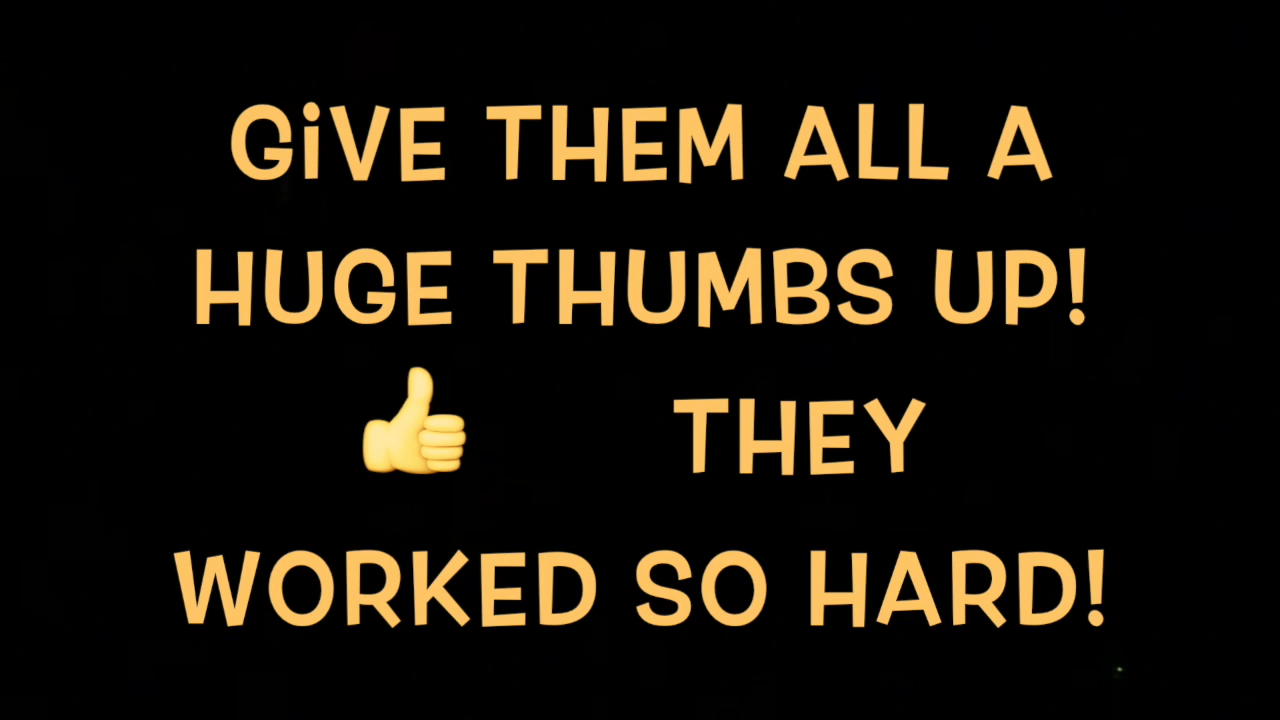 GiVE THEM ALL A
HUGE THUMBS UP!
👍 THEY
WORKED SO HARD!